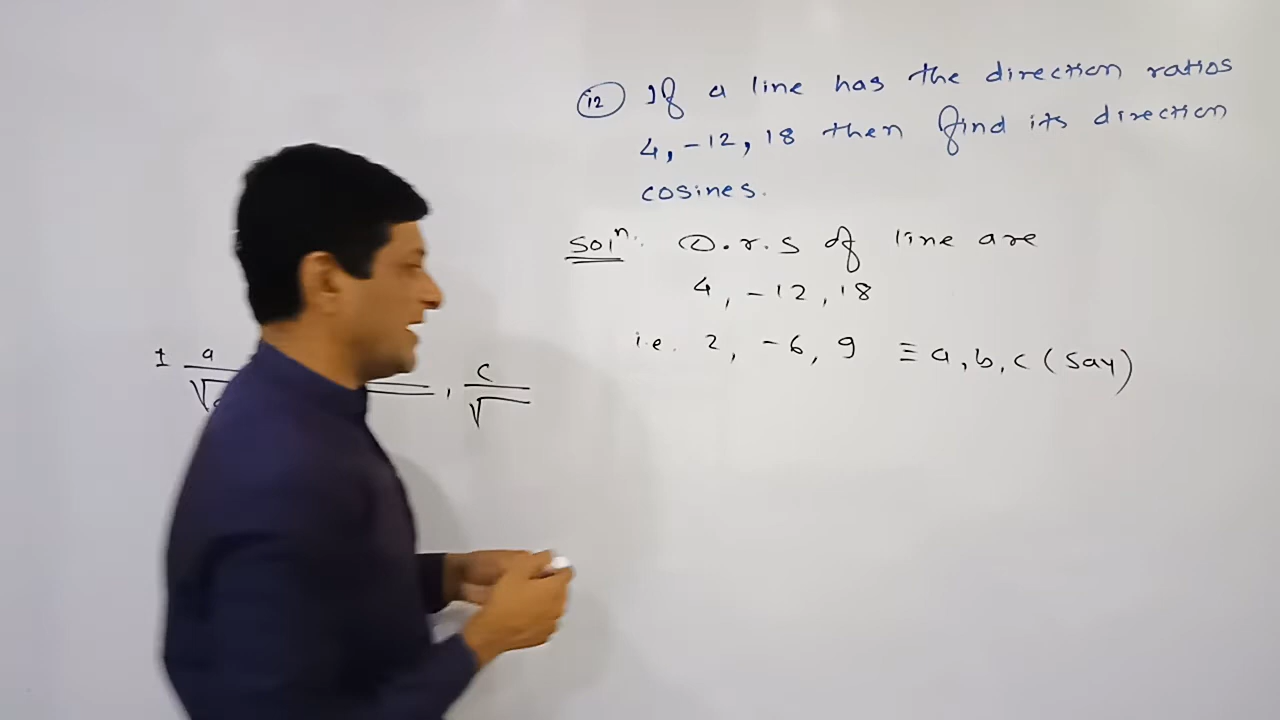 (12) If a line has the direction ratios
4, -12, 18 then find its direction
cosines.
Solⁿ: D.r.s of line are
4, -12, 18
i.e. 2, -6, 9 ≡ a, b, c (say)
± a , c
√ √